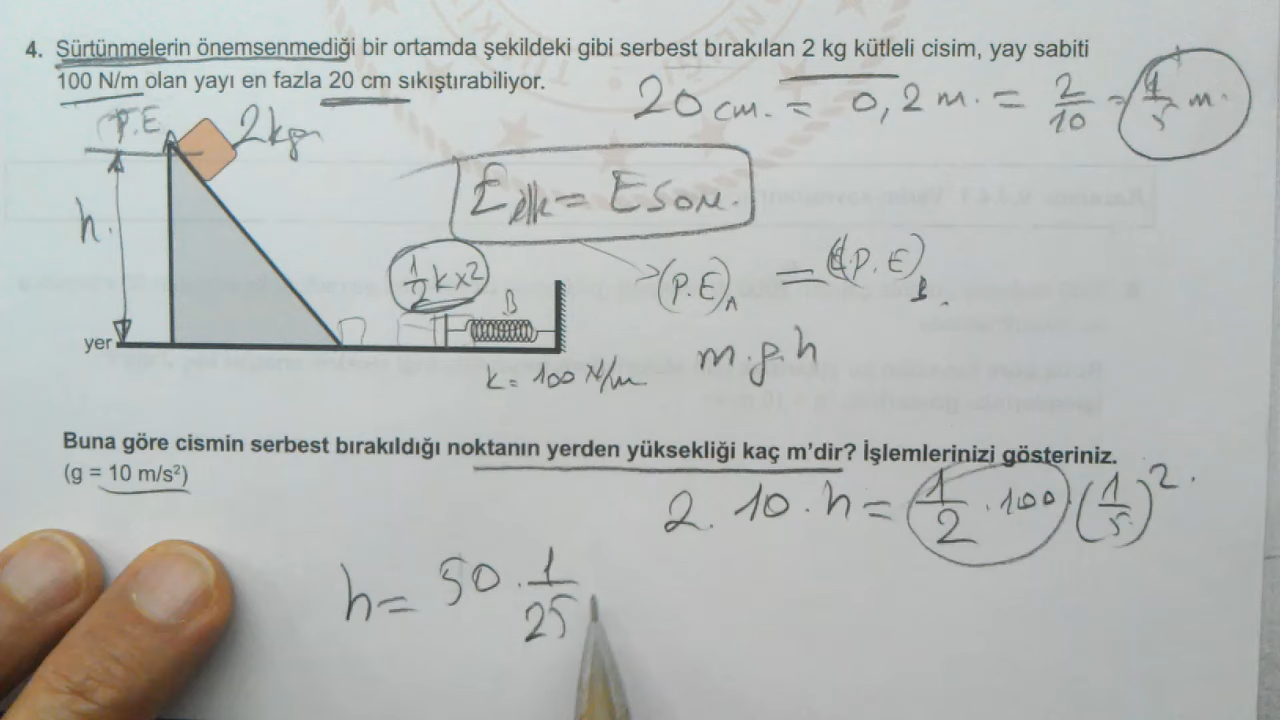 4. Sürtünmelerin önemsenmediği bir ortamda şekildeki gibi serbest bırakılan 2 kg kütleli cisim, yay sabiti
100 N/m olan yayı en fazla 20 cm sıkıştırabiliyor.
20 cm. = 0,2 m. = 2/10 = 1/5 m.
P.E
2kg
h.
Eilk = ESON.
1/2 kx²
(P.E)A = (E.P.E)B.
B
yer
m.g.h
k = 100 N/m
Buna göre cismin serbest bırakıldığı noktanın yerden yüksekliği kaç m'dir? İşlemlerinizi gösteriniz.
(g = 10 m/s²)
2. 10. h = 1/2 . 100 (1/5)².
h = 50 . 1/25